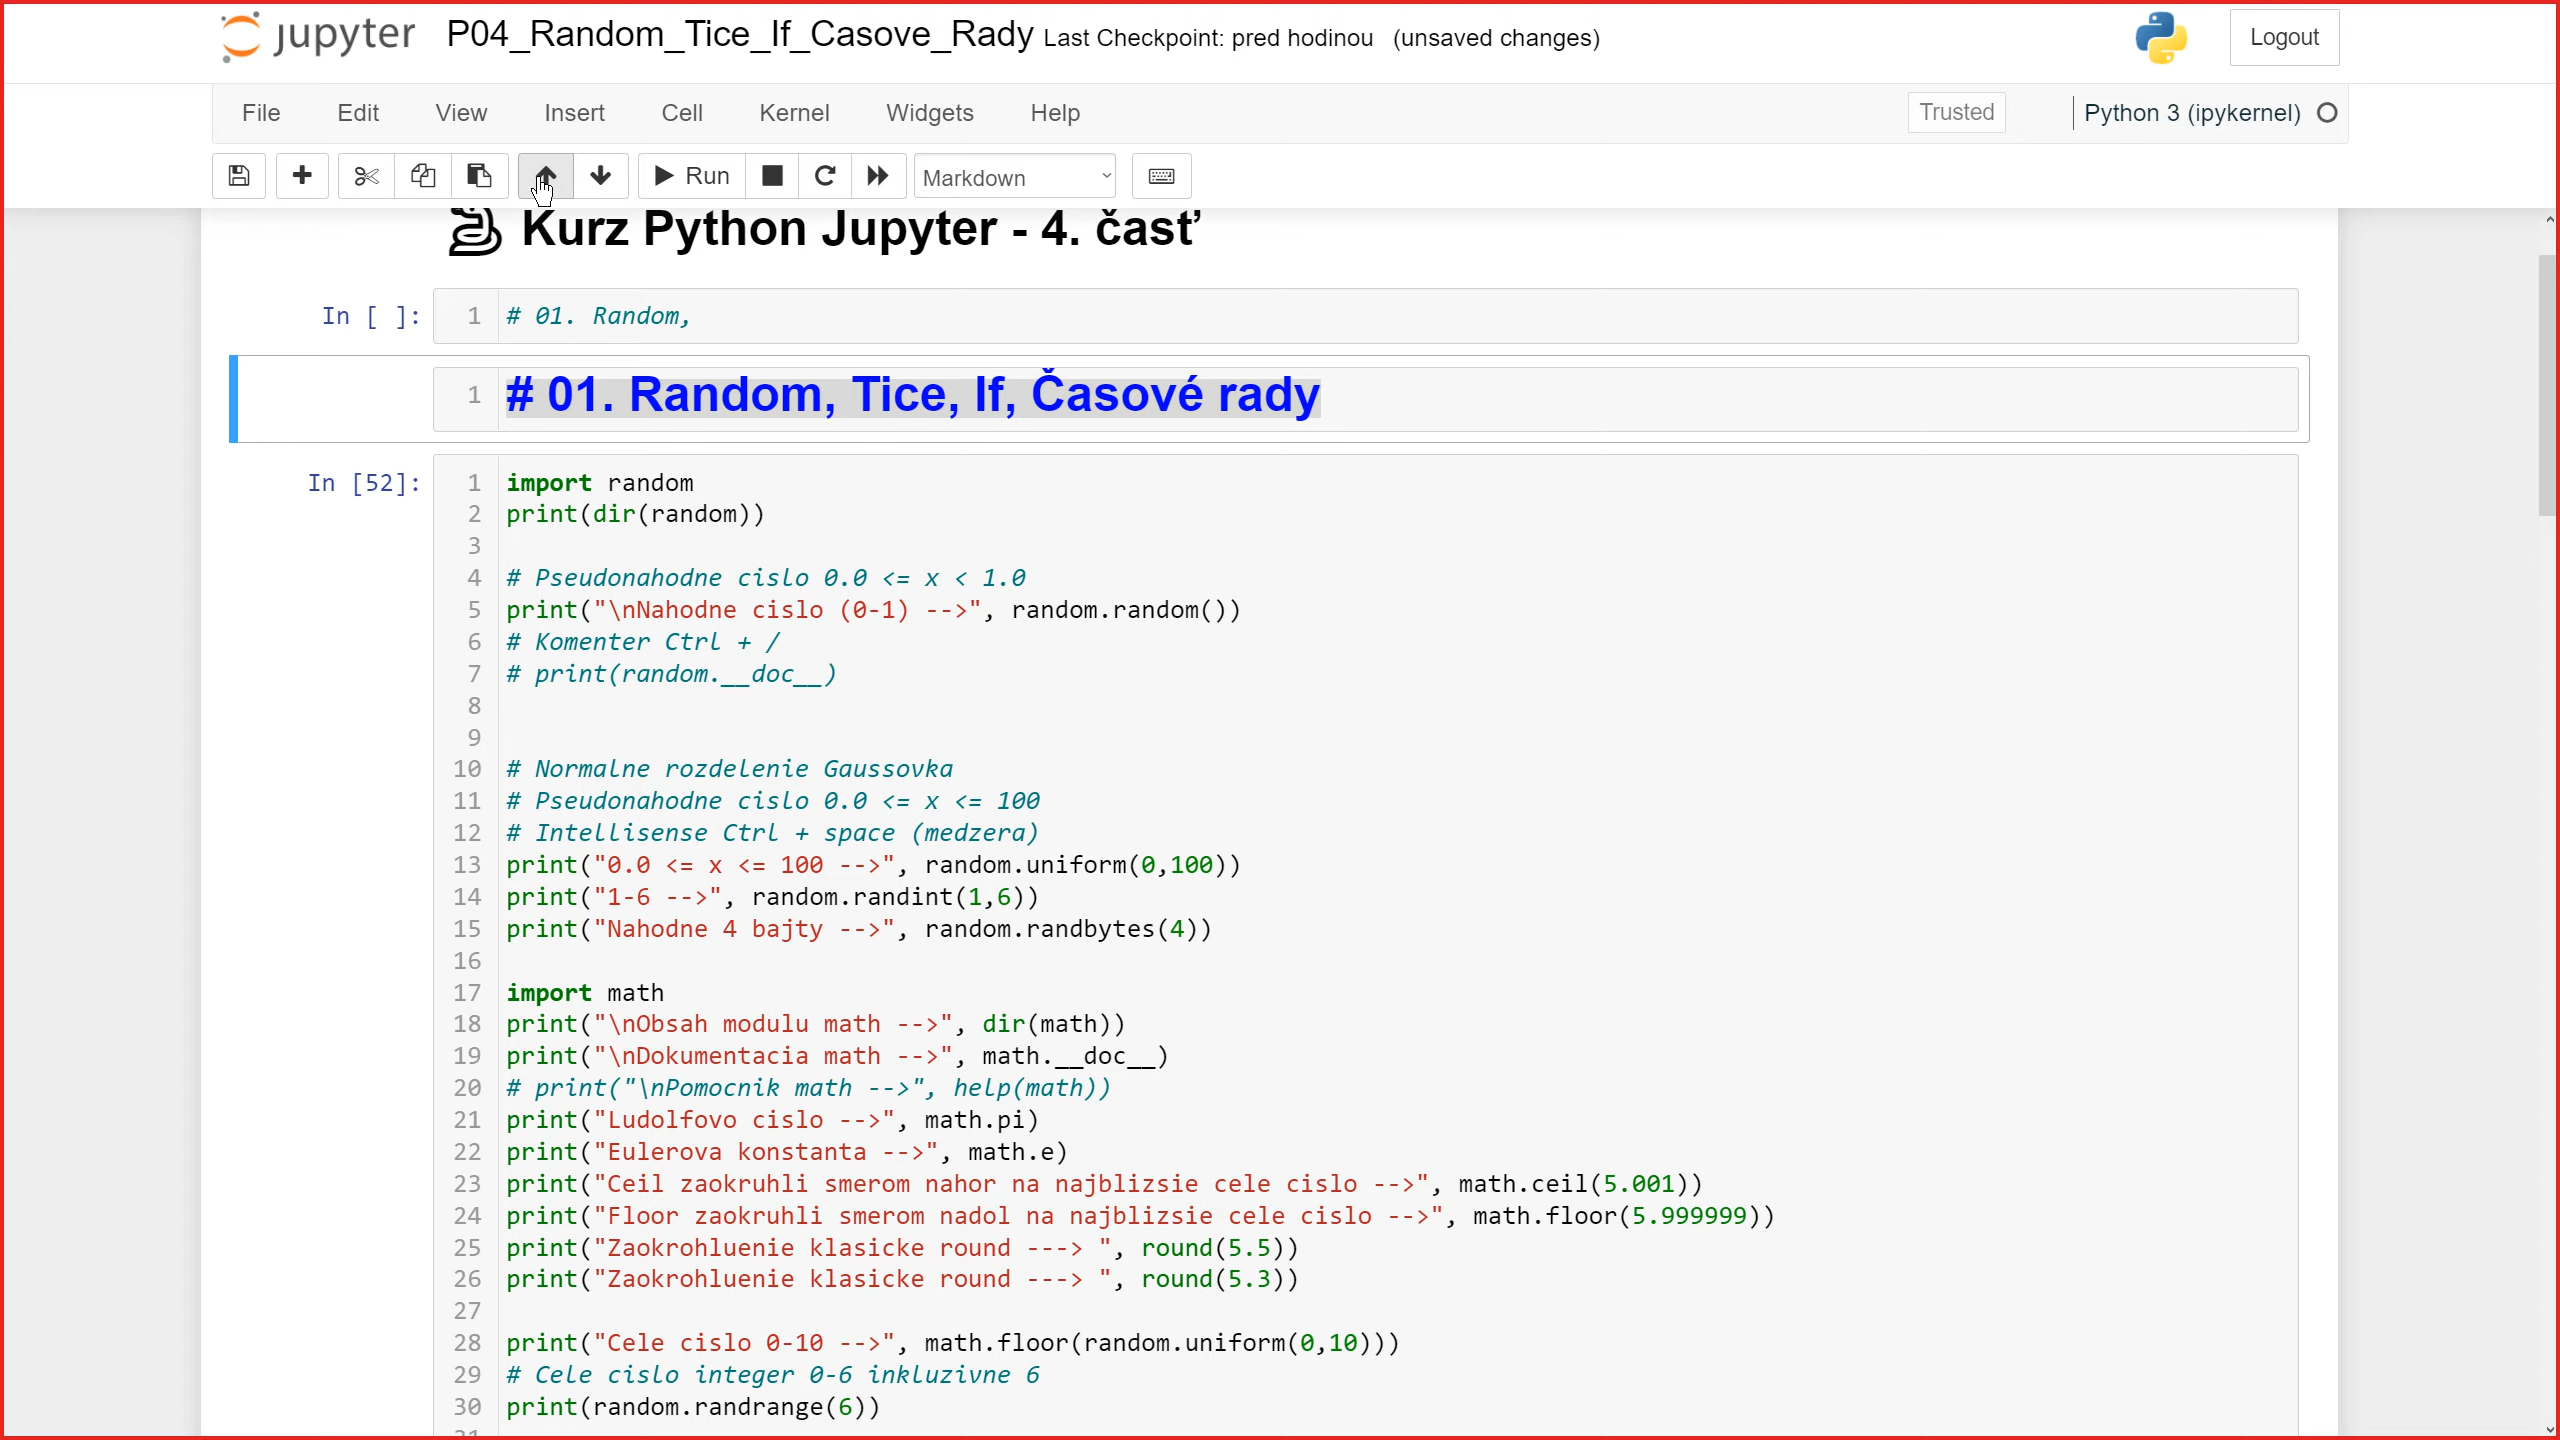 jupyter P04_Random_Tice_If_Casove_Rady Last Checkpoint: pred hodinou (unsaved changes) Logout
File Edit View Insert Cell Kernel Widgets Help Trusted Python 3 (ipykernel)
Run Markdown
Kurz Python Jupyter - 4. časť
In [ ]: 1 # 01. Random,
1 # 01. Random, Tice, If, Časové rady
In [52]: 1 import random
2 print(dir(random))
3
4 # Pseudonahodne cislo 0.0 <= x < 1.0
5 print("\nNahodne cislo (0-1) -->", random.random())
6 # Komenter Ctrl + /
7 # print(random.__doc__)
8
9
10 # Normalne rozdelenie Gaussovka
11 # Pseudonahodne cislo 0.0 <= x <= 100
12 # Intellisense Ctrl + space (medzera)
13 print("0.0 <= x <= 100 -->", random.uniform(0,100))
14 print("1-6 -->", random.randint(1,6))
15 print("Nahodne 4 bajty -->", random.randbytes(4))
16
17 import math
18 print("\nObsah modulu math -->", dir(math))
19 print("\nDokumentacia math -->", math.__doc__)
20 # print("\nPomocnik math -->", help(math))
21 print("Ludolfovo cislo -->", math.pi)
22 print("Eulerova konstanta -->", math.e)
23 print("Ceil zaokruhli smerom nahor na najblizsie cele cislo -->", math.ceil(5.001))
24 print("Floor zaokruhli smerom nadol na najblizsie cele cislo -->", math.floor(5.999999))
25 print("Zaokrohluenie klasicke round ---> ", round(5.5))
26 print("Zaokrohluenie klasicke round ---> ", round(5.3))
27
28 print("Cele cislo 0-10 -->", math.floor(random.uniform(0,10)))
29 # Cele cislo integer 0-6 inkluzivne 6
30 print(random.randrange(6))
31